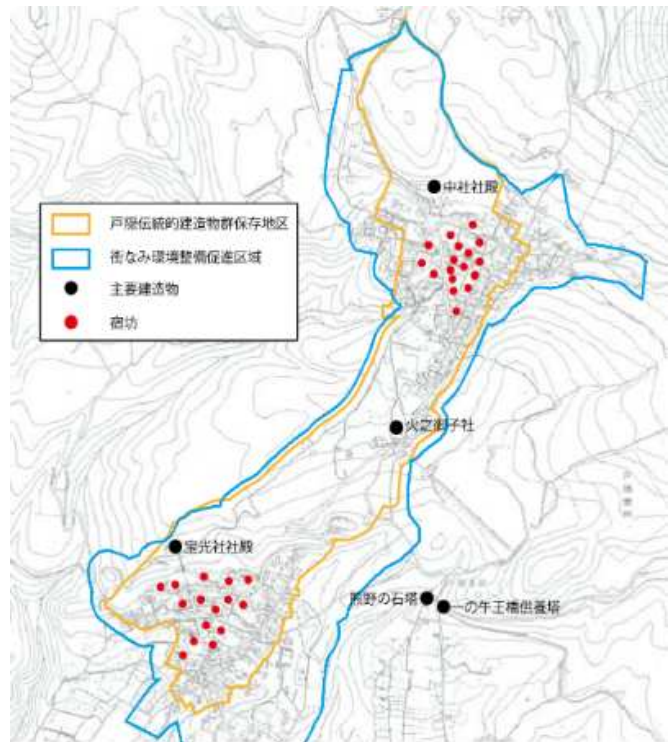 中社社殿
戸隠伝統的建造物群保存地区
街なみ環境整備促進区域
主要建造物
宿坊
火之御子社
宝光社社殿
熊野の石塔
一の午王橋供養塔